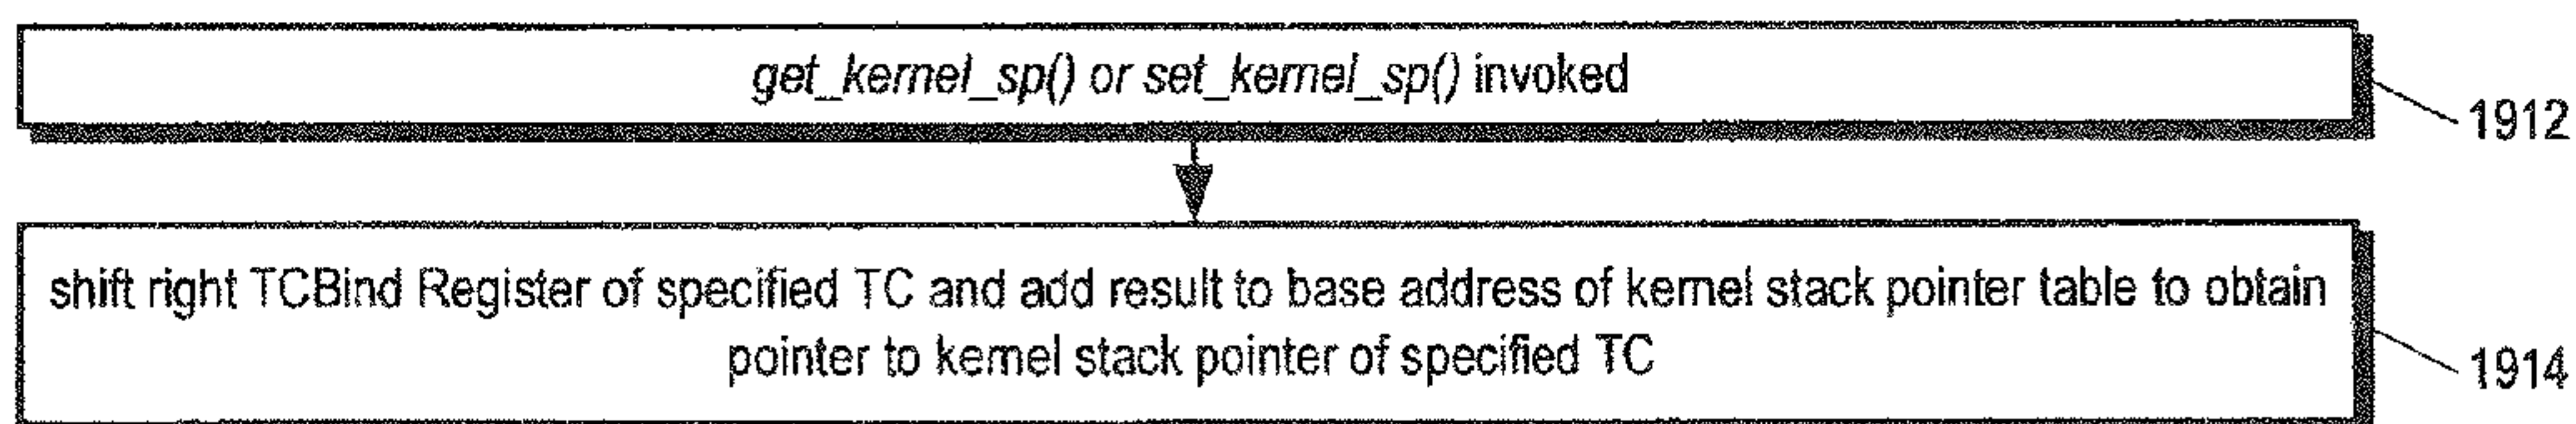 get_kernel_sp() or set_kernel_sp() invoked
1912
shift right TCBind Register of specified TC and add result to base address of kernel stack pointer table to obtain
pointer to kernel stack pointer of specified TC
1914